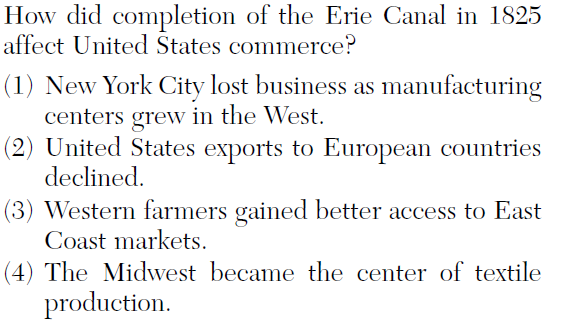 How did completion of the Erie Canal in 1825
affect United States commerce?
(1) New York City lost business as manufacturing
centers grew in the West.
(2) United States exports to European countries
declined.
(3) Western farmers gained better access to East
Coast markets.
(4) The Midwest became the center of textile
production.